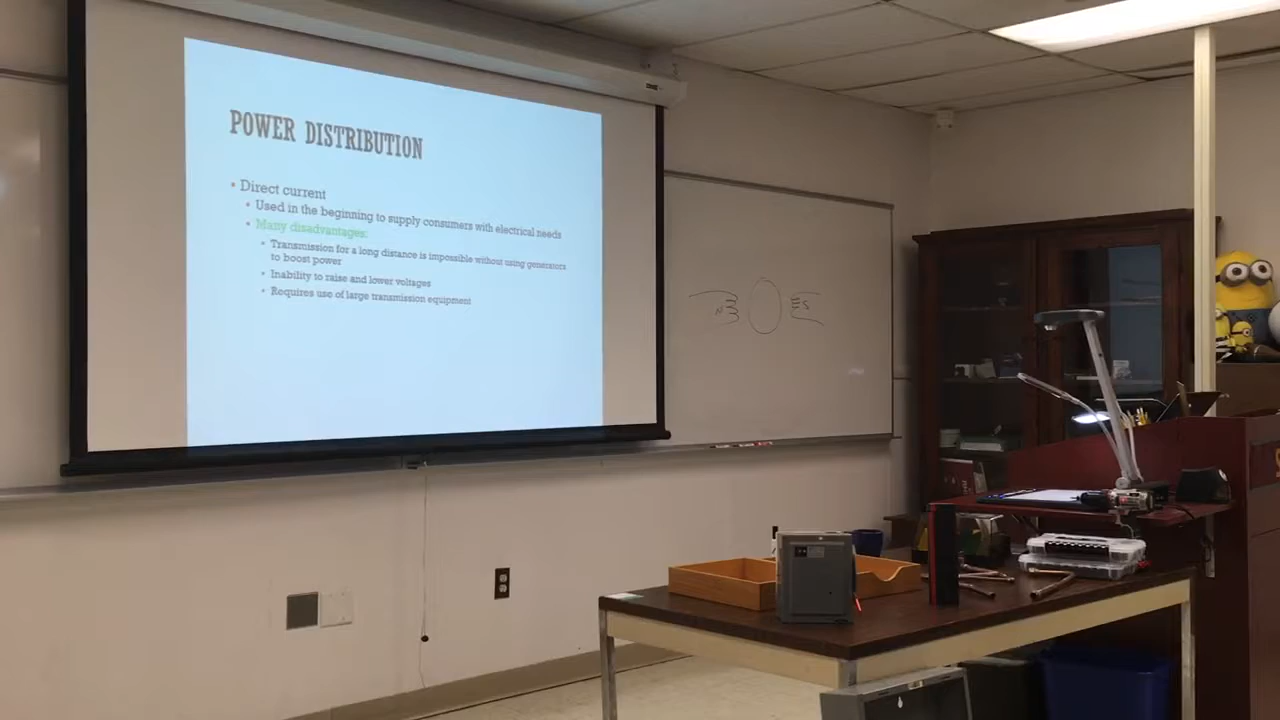 POWER DISTRIBUTION
• Direct current
• Used in the beginning to supply consumers with electrical needs
• Many disadvantages:
• Transmission for a long distance is impossible without using generators
to boost power
• Inability to raise and lower voltages
• Requires use of large transmission equipment
N
S